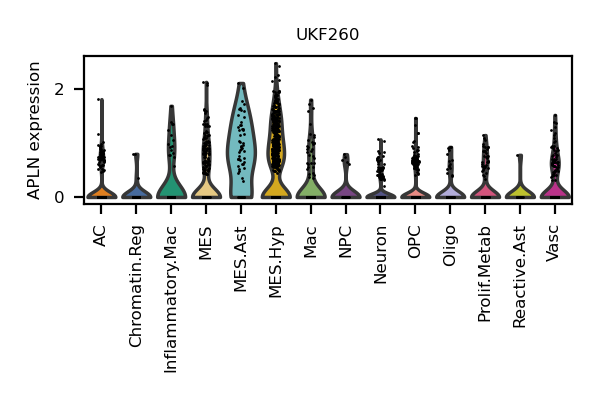 UKF260
APLN expression
2
0
AC
Chromatin.Reg
Inflammatory.Mac
MES
MES.Ast
MES.Hyp
Mac
NPC
Neuron
OPC
Oligo
Prolif.Metab
Reactive.Ast
Vasc